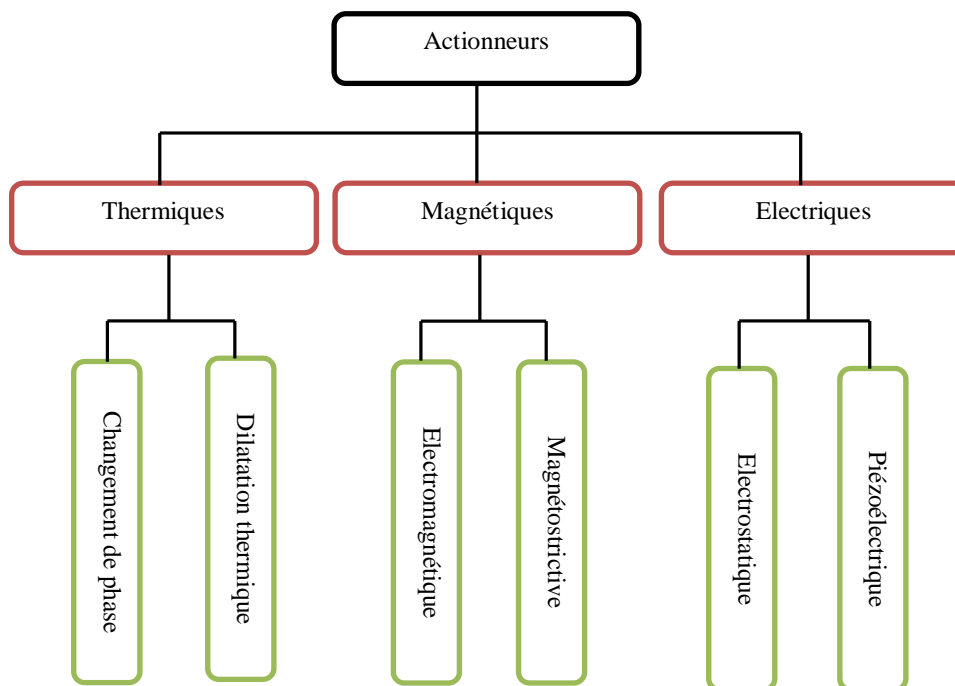 Actionneurs
Thermiques
Magnétiques
Electriques
Changement de phase
Dilatation thermique
Electromagnétique
Magnétostrictive
Electrostatique
Piézoélectrique